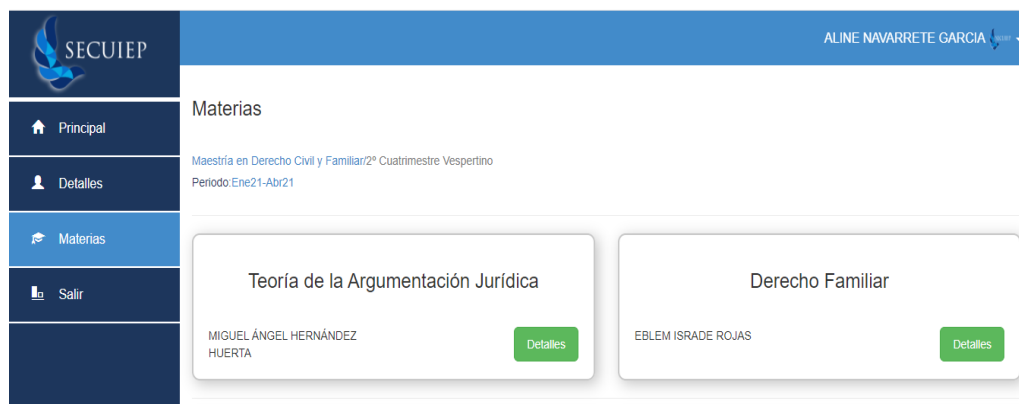 SECUIEP
ALINE NAVARRETE GARCIA
Principal
Detalles
Materias
Salir
Materias
Maestría en Derecho Civil y Familiar/2º Cuatrimestre Vespertino
Periodo:Ene21-Abr21
Teoría de la Argumentación Jurídica
MIGUEL ÁNGEL HERNÁNDEZ
HUERTA
Detalles
Derecho Familiar
EBLEM ISRADE ROJAS
Detalles